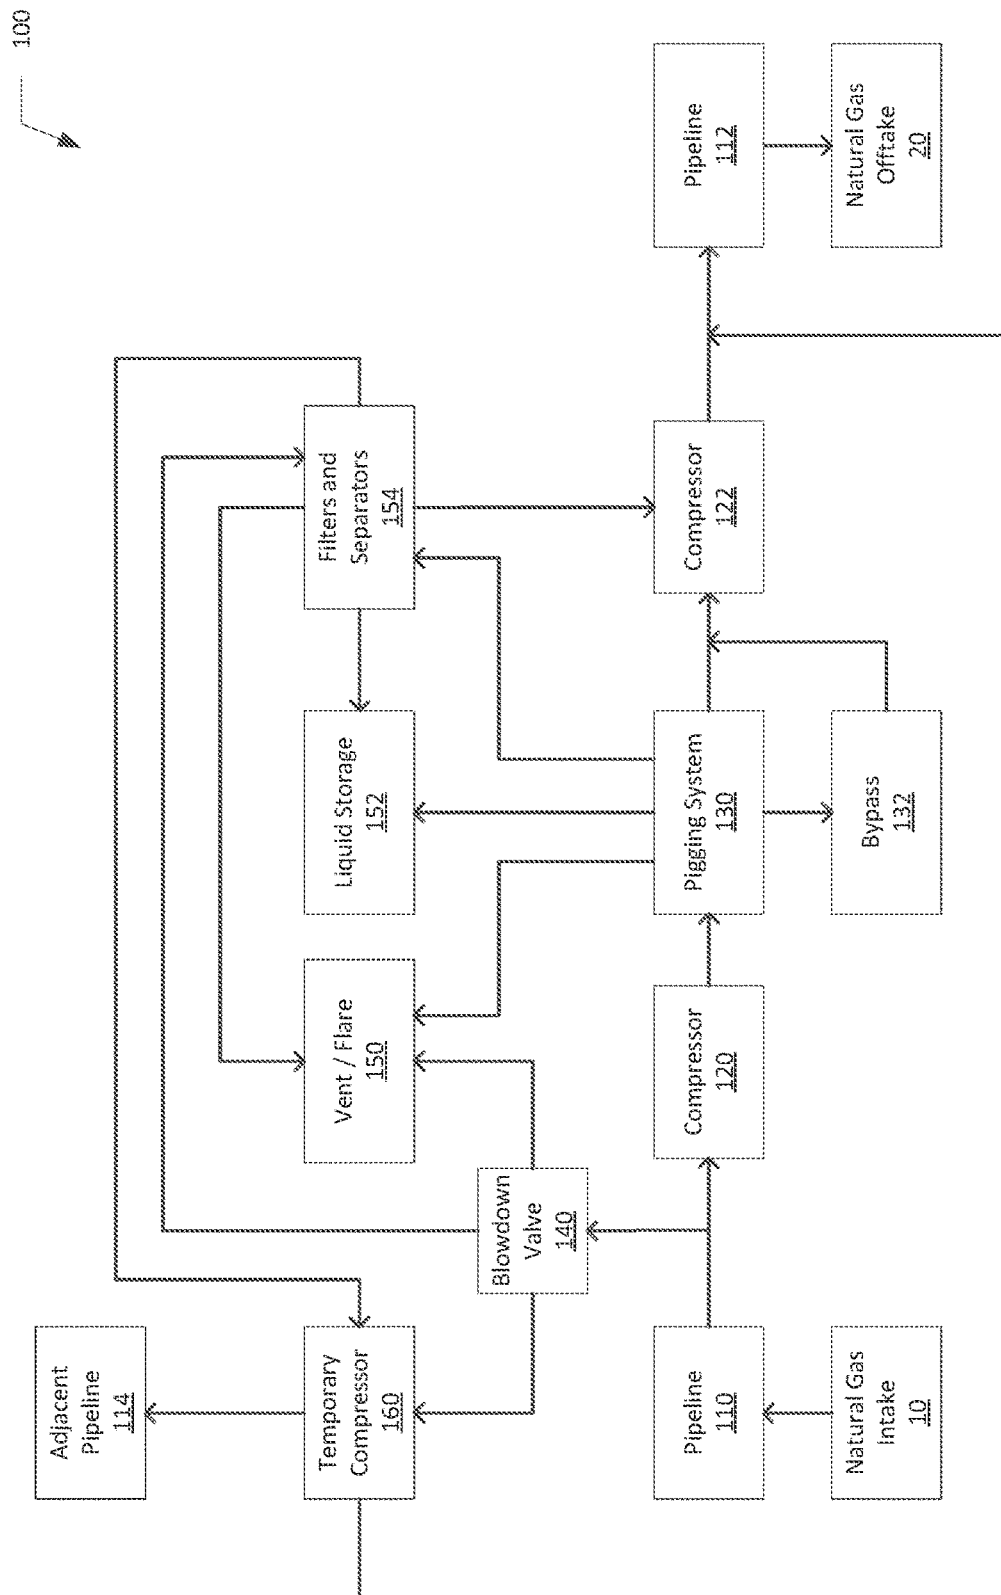 100
Adjacent
Pipeline
114
Temporary
Compressor
160
Vent / Flare
150
Liquid Storage
152
Filters and
Separators
154
Blowdown
Valve
140
Pipeline
110
Compressor
120
Pigging System
130
Compressor
122
Pipeline
112
Natural Gas
Intake
10
Bypass
132
Natural Gas
Offtake
20